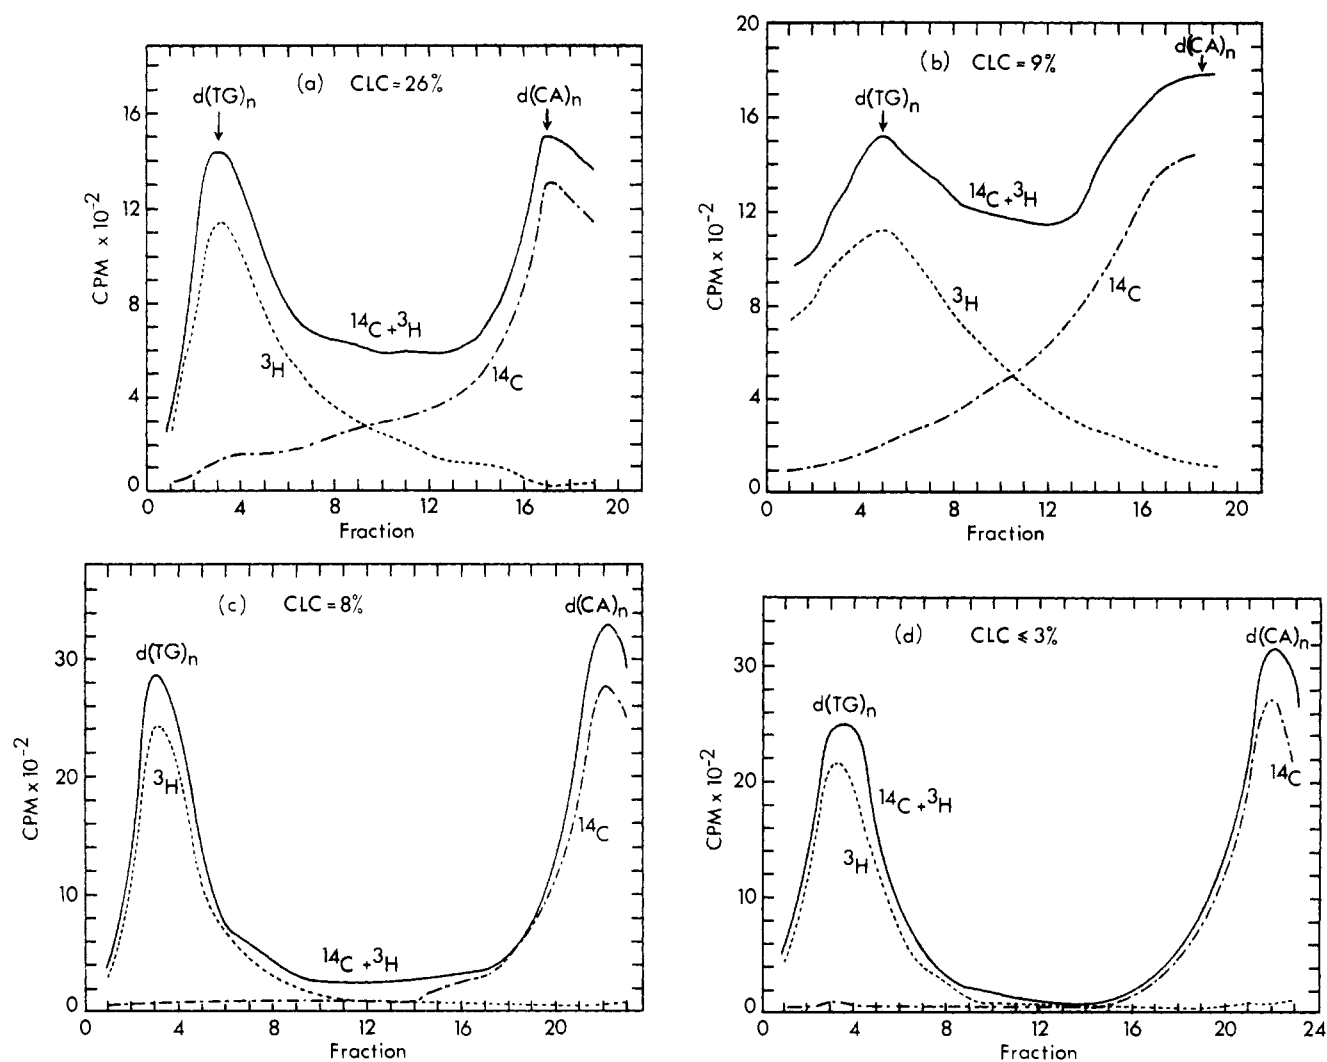 (a) CLC = 26%
d(TG)n
d(CA)n
16
12
8
4
0
CPM x 10⁻²
¹⁴C + ³H
³H
¹⁴C
0 4 8 12 16 20
Fraction
(b) CLC = 9%
d(CA)n
d(TG)n
20
16
12
8
4
0
CPM x 10⁻²
¹⁴C + ³H
³H
¹⁴C
0 4 8 12 16 20
Fraction
(c) CLC = 8%
d(CA)n
d(TG)n
30
20
10
0
CPM x 10⁻²
³H
¹⁴C
¹⁴C + ³H
0 4 8 12 16 20
Fraction
(d) CLC ≤ 3%
d(CA)n
d(TG)n
30
20
10
0
CPM x 10⁻²
¹⁴C
¹⁴C + ³H
³H
0 4 8 12 16 20 24
Fraction